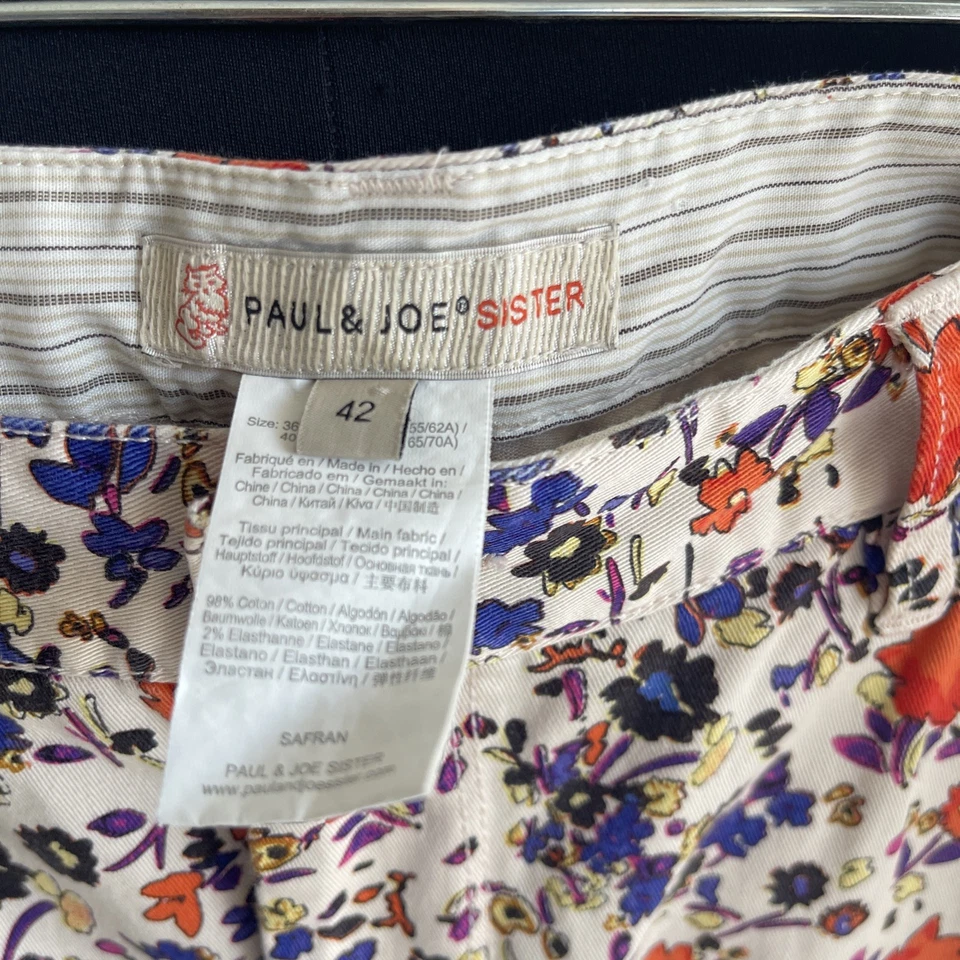 PAUL & JOE® SISTER
42
Size: 36
55/62A) /
40
65/70A)
Fabriqué en / Made in / Hecho en /
Fabricado em / Gemaakt in:
Chine / China / China / China / China /
China / Китай / Κίνα / 中国制造
Tissu principal / Main fabric /
Tejido principal / Tecido principal /
Hauptstoff / Hoofdstof / Основная ткань /
Κύριο ύφασμα / 主要布料
98% Coton / Cotton / Algodón / Algodão /
Baumwolle / Katoen / Хлопок / Βαμβάκι / 棉
2% Elasthanne / Elastane / Elastano /
Elastano / Elasthan / Elasthaan /
Эластан / Ελαστίνη / 弹性纤维
SAFRAN
PAUL & JOE SISTER
www.paulandjoesister.com